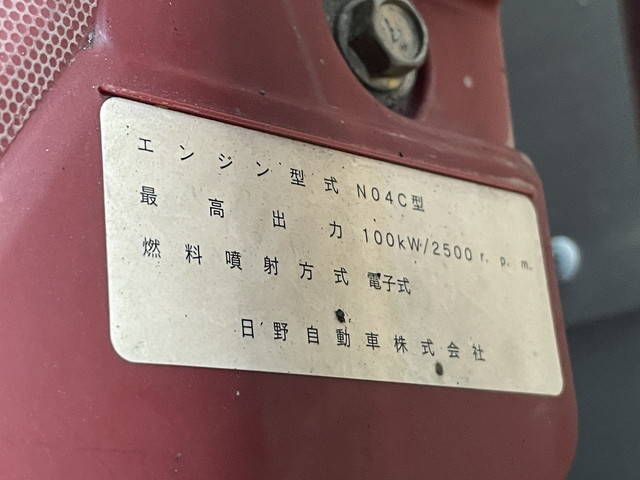 エンジン型式 N04C型
最高出力 100kW/2500 r.p.m.
燃料噴射方式 電子式
日野自動車株式会社